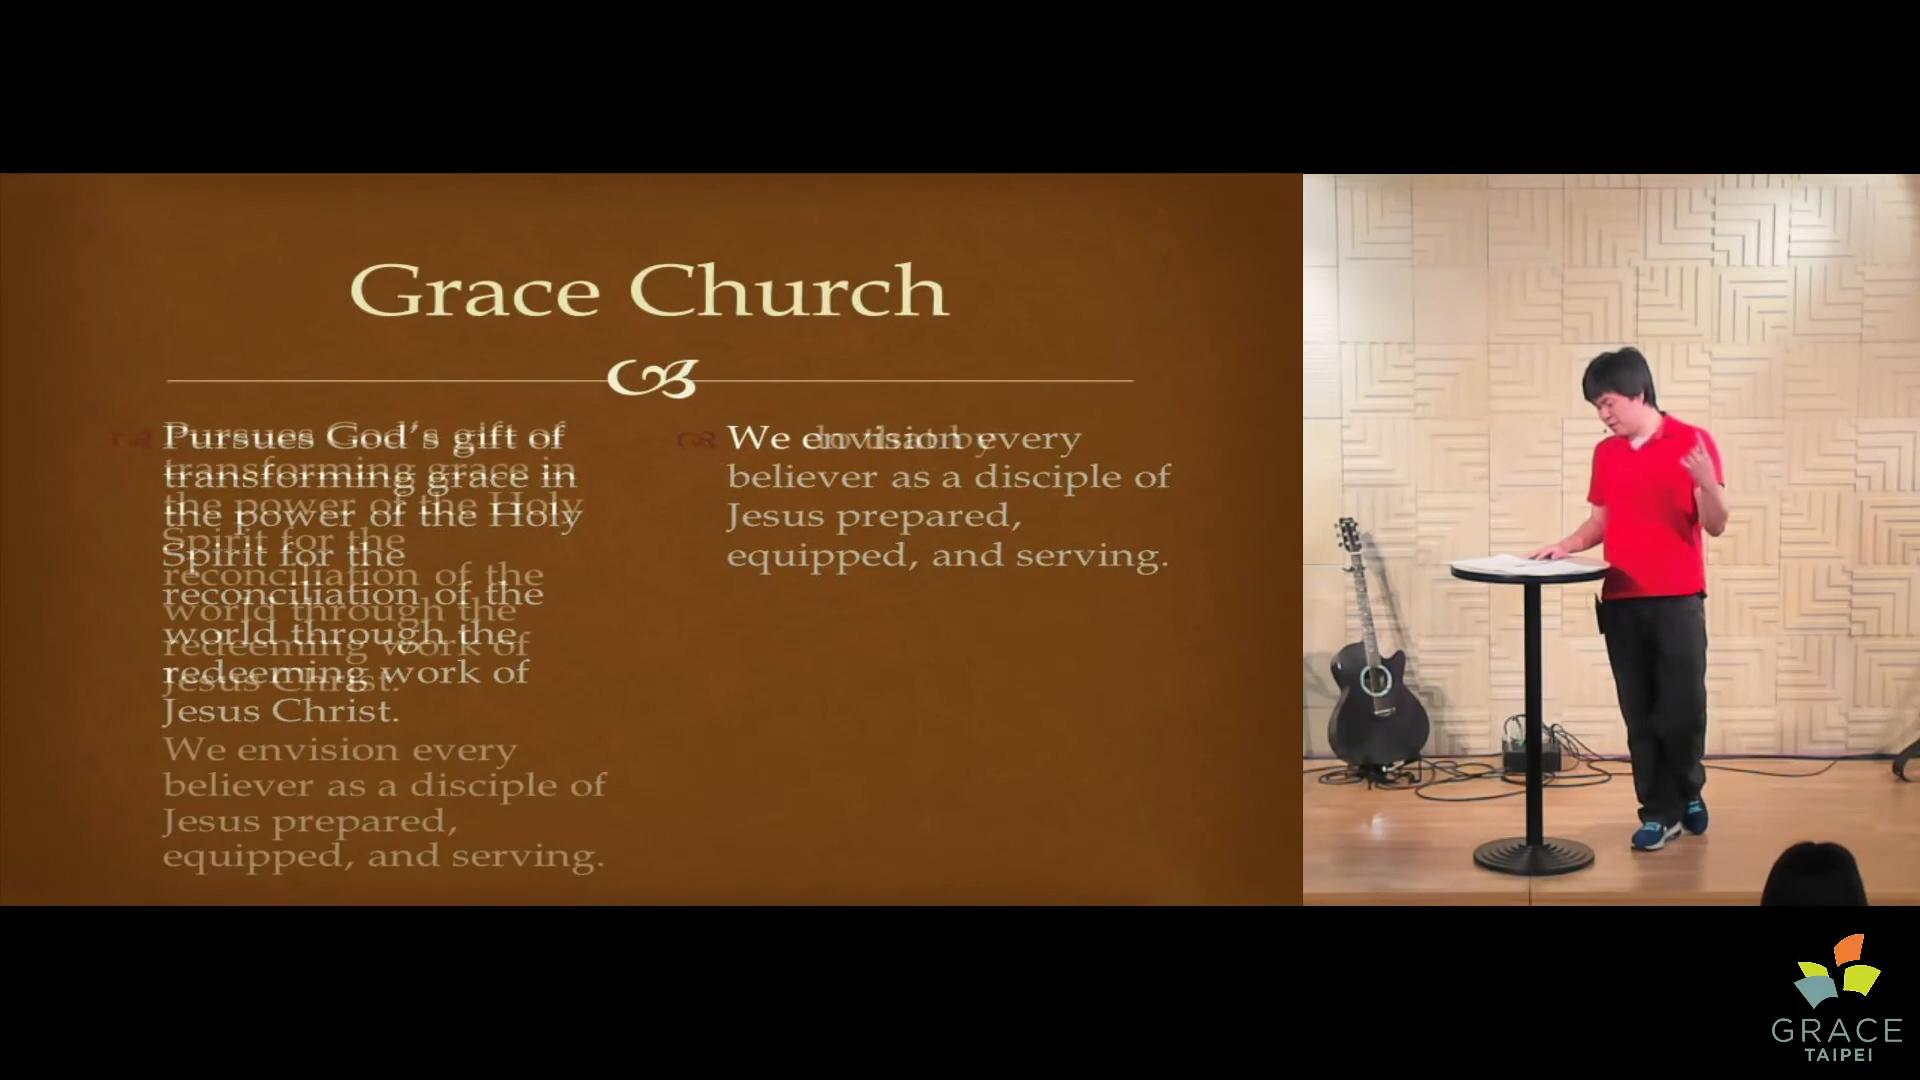 Grace Church
Pursues God's gift of
transforming grace in
the power of the Holy
Spirit for the
reconciliation of the
world through the
redeeming work of
Jesus Christ.
We envision every
believer as a disciple of
Jesus prepared,
equipped, and serving.
We envision every
believer as a disciple of
Jesus prepared,
equipped, and serving.
GRACE
TAIPEI